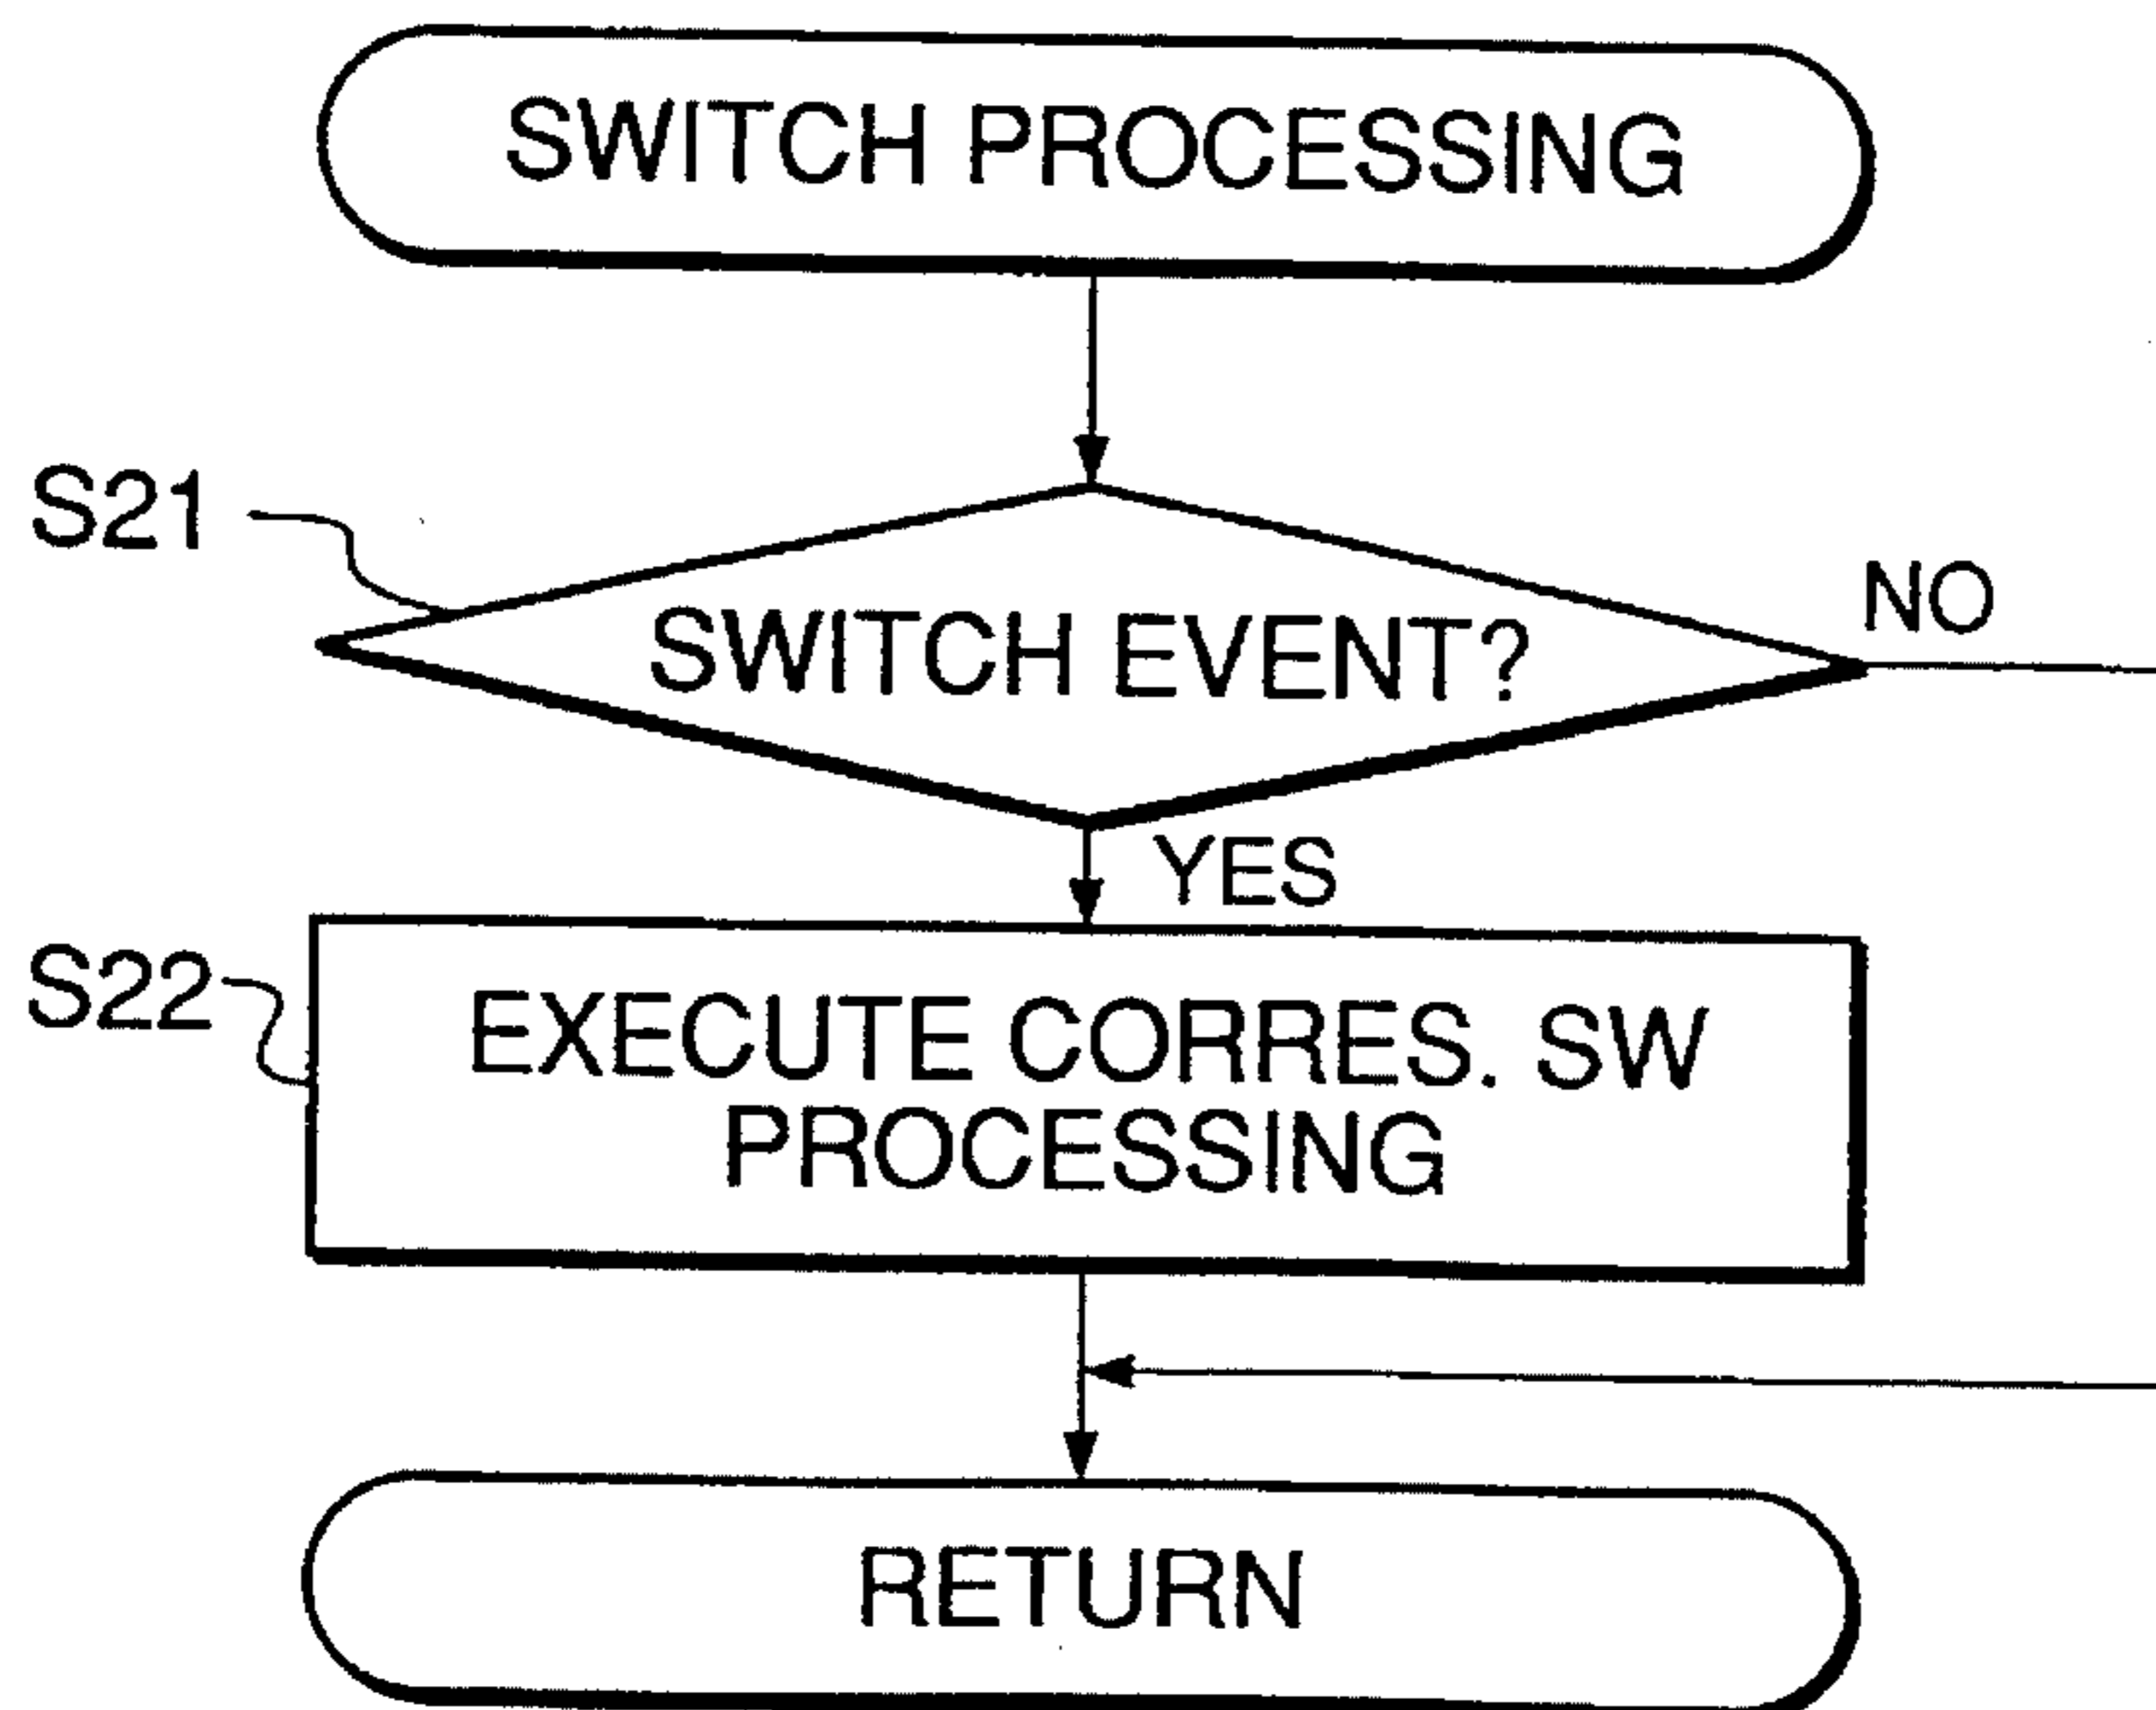 SWITCH PROCESSING
S21
SWITCH EVENT?
NO
YES
S22
EXECUTE CORRES. SW
PROCESSING
RETURN